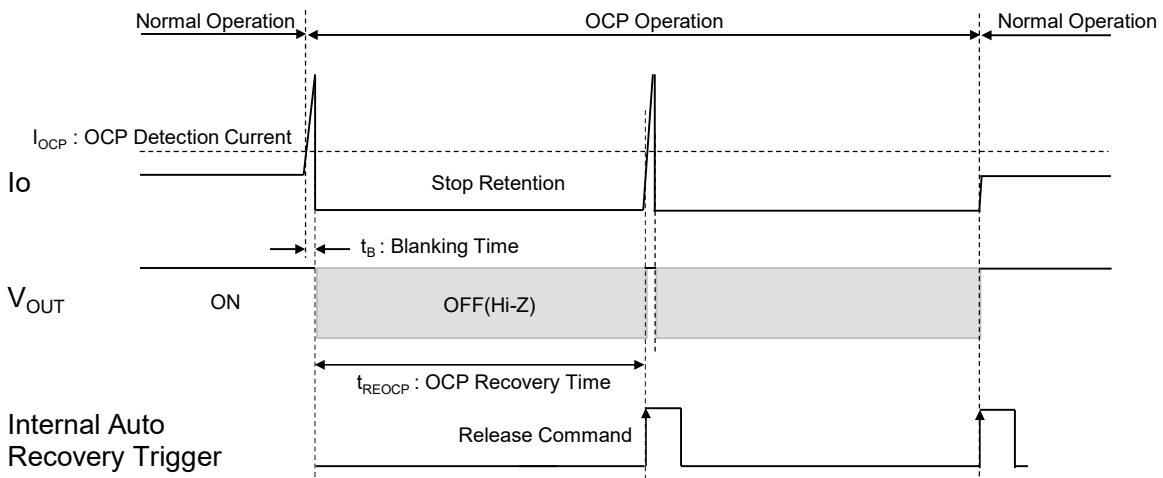 Normal Operation
OCP Operation
Normal Operation
IOCP : OCP Detection Current
Io
Stop Retention
tB : Blanking Time
VOUT
ON
OFF(Hi-Z)
tREOCP : OCP Recovery Time
Internal Auto
Recovery Trigger
Release Command